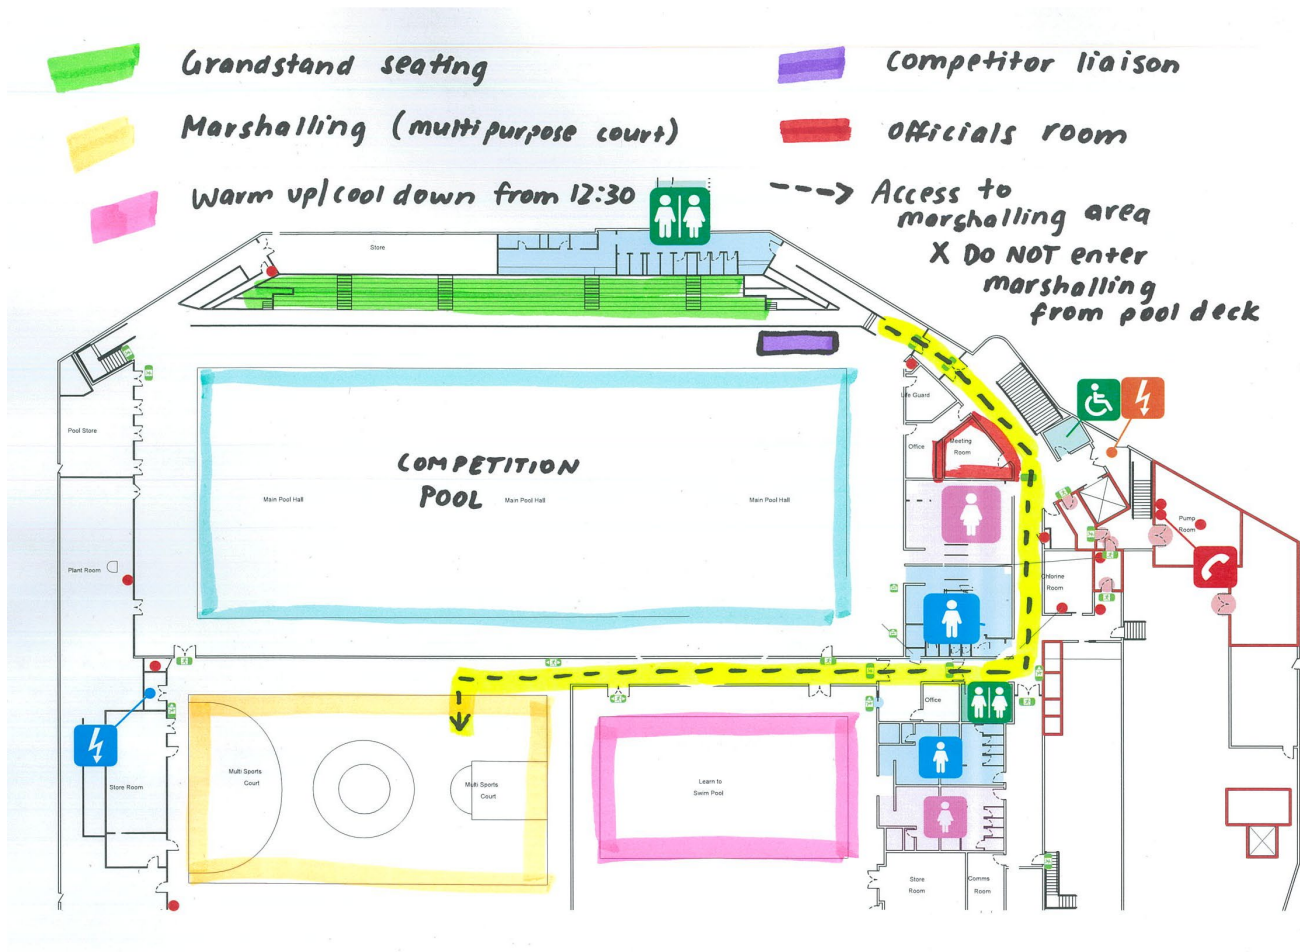 Grandstand seating
Marshalling (multipurpose court)
Warm up/cool down from 12:30
Competitor liaison
Officials room
Access to
marshalling area
X DO NOT enter
marshalling
from pool deck
Store
Pool Store
Life Guard
Office
Meeting
Room
COMPETITION
POOL
Main Pool Hall
Main Pool Hall
Main Pool Hall
Pump
Room
Plant Room
Chlorine
Room
Office
Multi Sports
Court
Multi Sports
Court
Learn to
Swim Pool
Store Room
Store
Room
Comms
Room